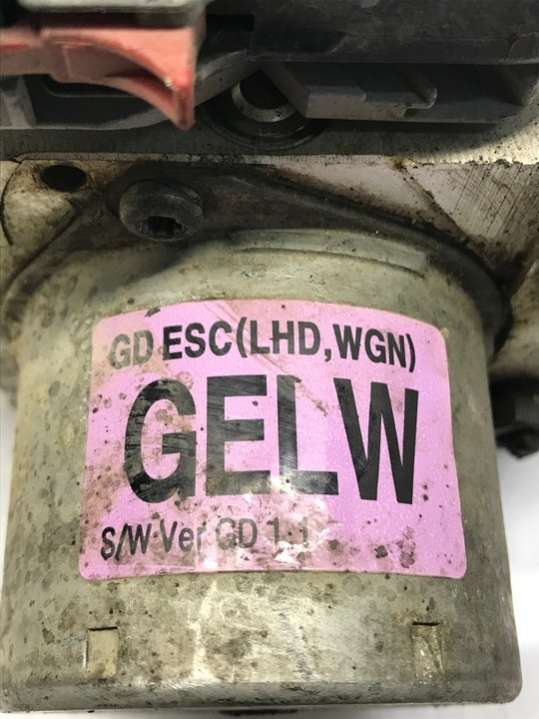 GD ESC(LHD,WGN)
GELW
S/W Ver GD 1.1